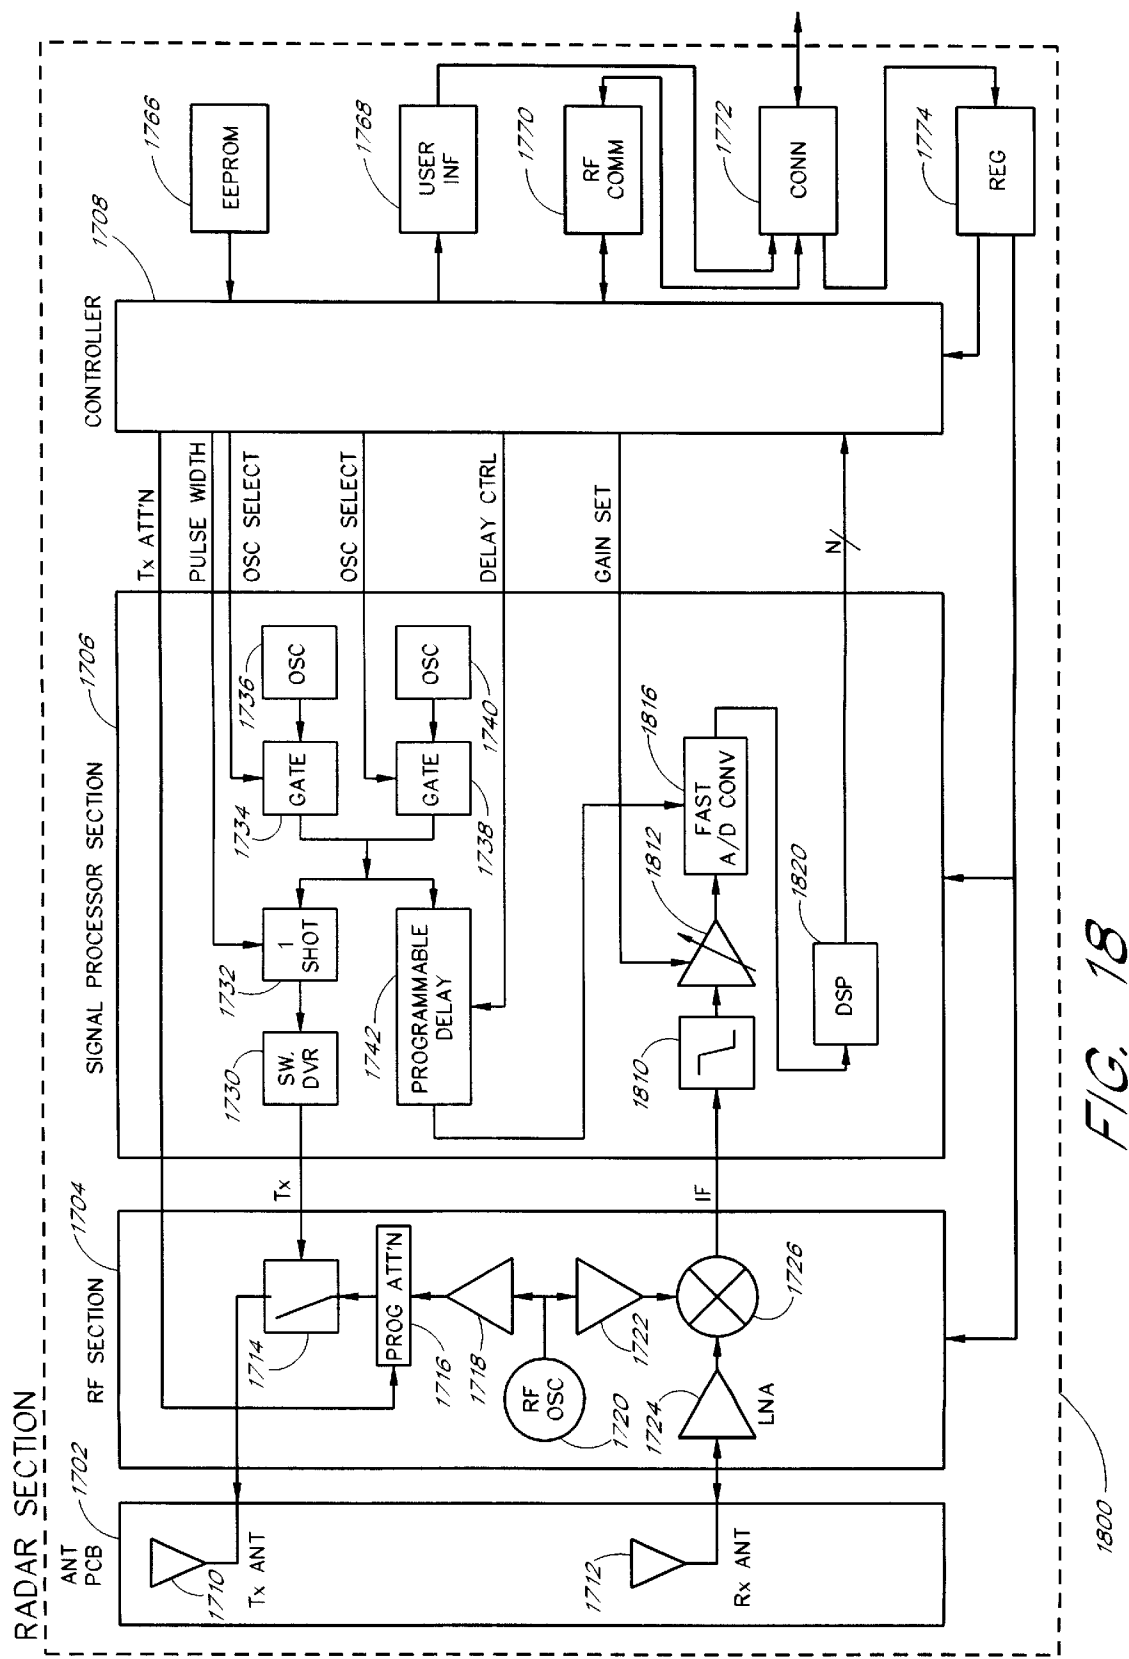 RADAR SECTION
ANT
PCB
1702
RF SECTION
1704
SIGNAL PROCESSOR SECTION
1706
CONTROLLER
1708
1710
Tx ANT
1712
Rx ANT
1714
PROG ATT'N
1716
1718
RF
OSC
1720
1722
1724
LNA
1726
Tx
IF
SW.
DVR
1730
1
SHOT
1732
GATE
1734
OSC
1736
GATE
1738
OSC
1740
PROGRAMMABLE
DELAY
1742
1810
1812
FAST
A/D CONV
1816
DSP
1820
Tx ATT'N
PULSE WIDTH
OSC SELECT
OSC SELECT
DELAY CTRL
GAIN SET
N
EEPROM
1766
USER
INF
1768
RF
COMM
1770
CONN
1772
REG
1774
1800
FIG. 18